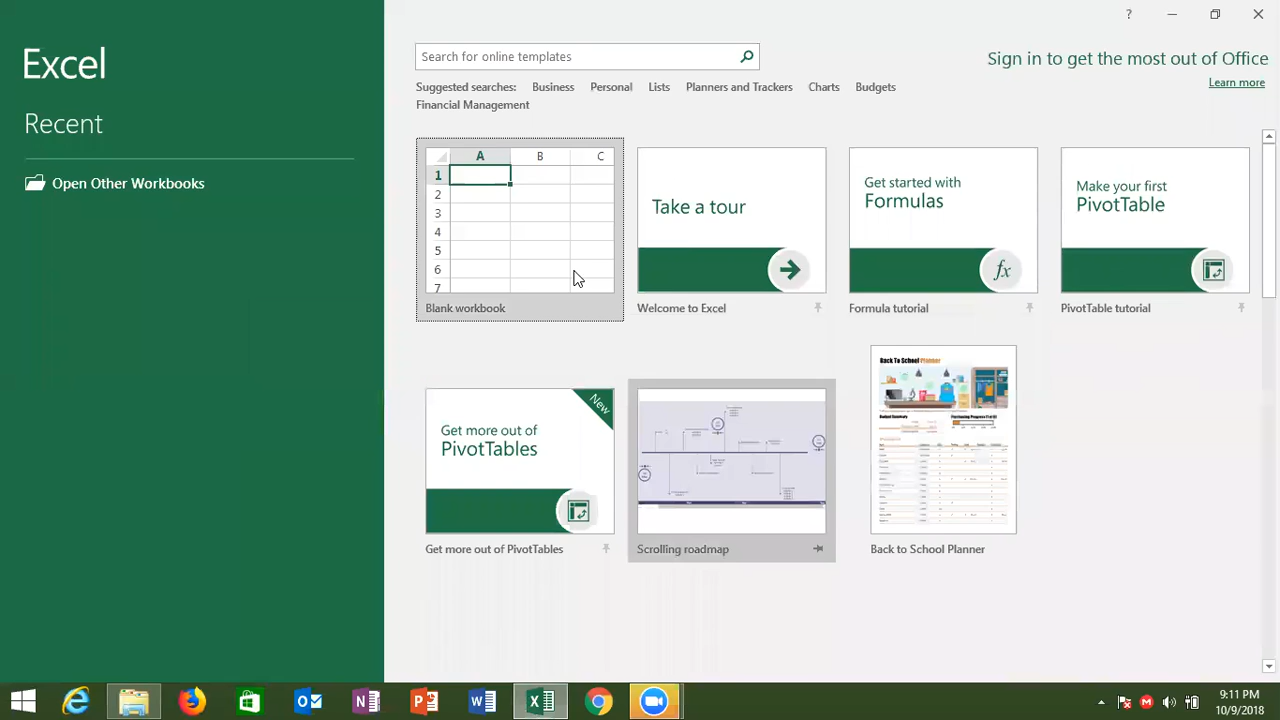 Excel
Recent
Open Other Workbooks
?
Search for online templates
Sign in to get the most out of Office
Learn more
Suggested searches: Business Personal Lists Planners and Trackers Charts Budgets
Financial Management
A B C
1
2
3
4
5
6
7
Blank workbook
Take a tour
Welcome to Excel
Get started with
Formulas
fx
Formula tutorial
Make your first
PivotTable
PivotTable tutorial
New
Get more out of
PivotTables
Get more out of PivotTables
Scrolling roadmap
Back To School Planner
Back to School Planner
9:11 PM
10/9/2018